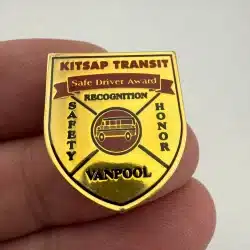 KITSAP TRANSIT
Safe Driver Award
RECOGNITION
SAFETY
HONOR
VANPOOL